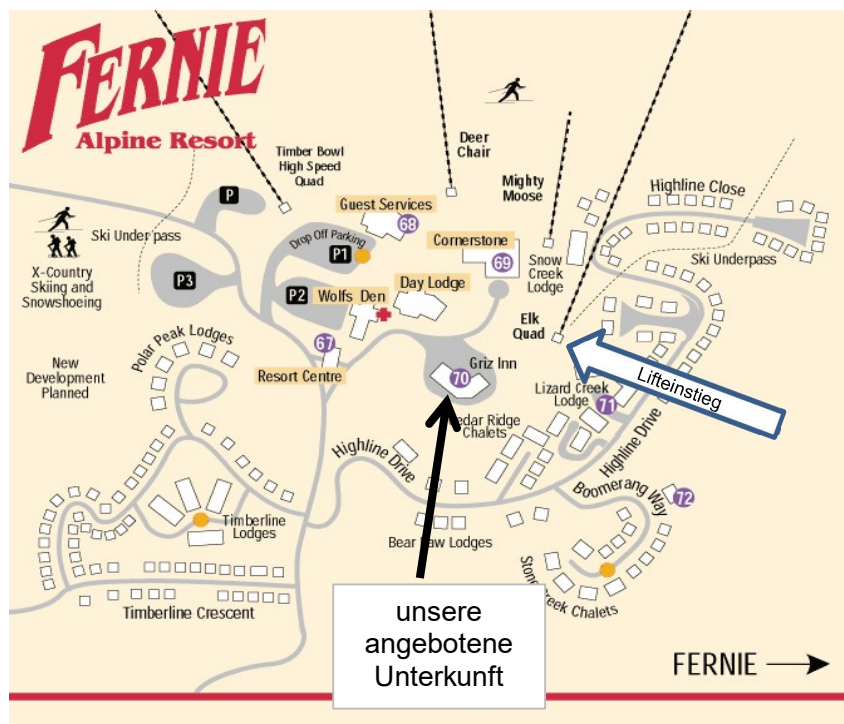 FERNIE
Alpine Resort
Timber Bowl
High Speed
Quad
Deer
Chair
Mighty
Moose
Highline Close
P
Guest Services
68
Ski Underpass
Drop Off Parking
P1
Cornerstone
69
Snow
Creek
Lodge
Ski Underpass
X-Country
Skiing and
Snowshoeing
P3
P2
Wolfs Den
Day Lodge
Elk
Quad
Polar Peak Lodges
67
Resort Centre
Griz Inn
70
Lifteinstieg
New
Development
Planned
Lizard Creek
Lodge
71
edar Ridge
Chalets
Highline Drive
Highline Drive
Boomerang Way
72
Timberline
Lodges
Bear Paw Lodges
Stone Creek Chalets
Timberline Crescent
unsere
angebotene
Unterkunft
FERNIE